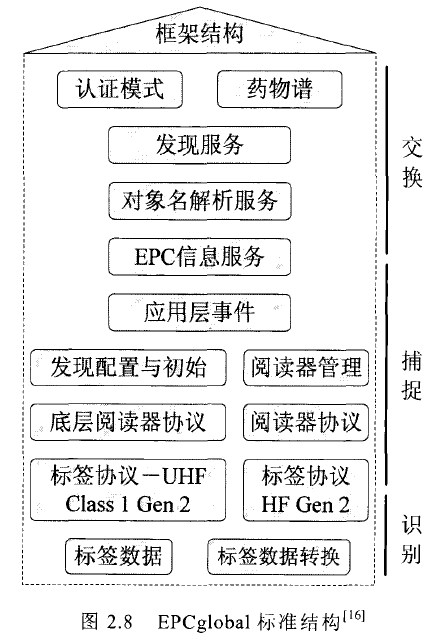 框架结构
认证模式 药物谱
发现服务
对象名解析服务
EPC信息服务
应用层事件
发现配置与初始 阅读器管理
底层阅读器协议 阅读器协议
标签协议－UHF
Class 1 Gen 2
标签协议
HF Gen 2
标签数据 标签数据转换
交换
捕捉
识别
图 2.8 EPCglobal 标准结构[16]